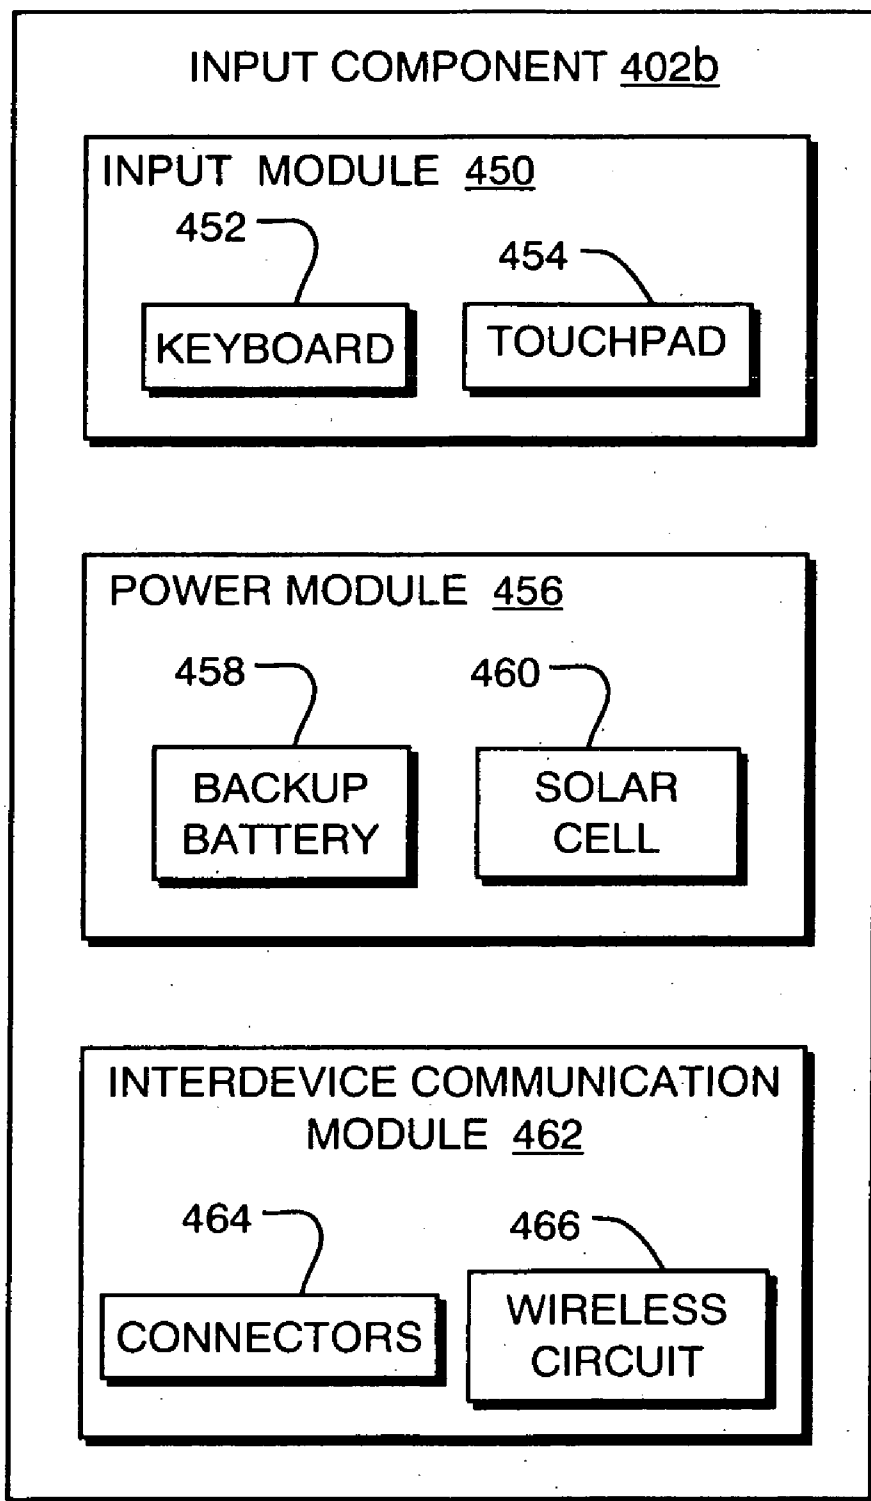 INPUT COMPONENT 402b
INPUT MODULE 450
452
454
KEYBOARD
TOUCHPAD
POWER MODULE 456
458
460
BACKUP
BATTERY
SOLAR
CELL
INTERDEVICE COMMUNICATION
MODULE 462
464
466
CONNECTORS
WIRELESS
CIRCUIT